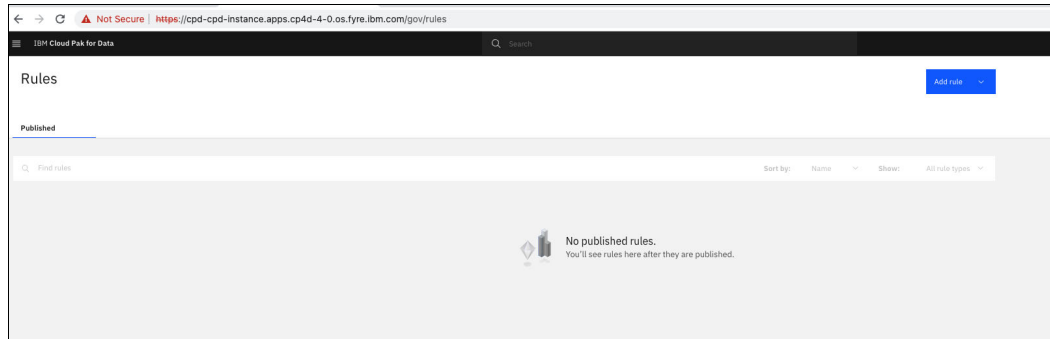 Not Secure | https://cpd-cpd-instance.apps.cp4d-4-0.os.fyre.ibm.com/gov/rules
IBM Cloud Pak for Data Search
Rules
Add rule
Published
Find rules Sort by: Name Show: All rule types
No published rules.
You'll see rules here after they are published.